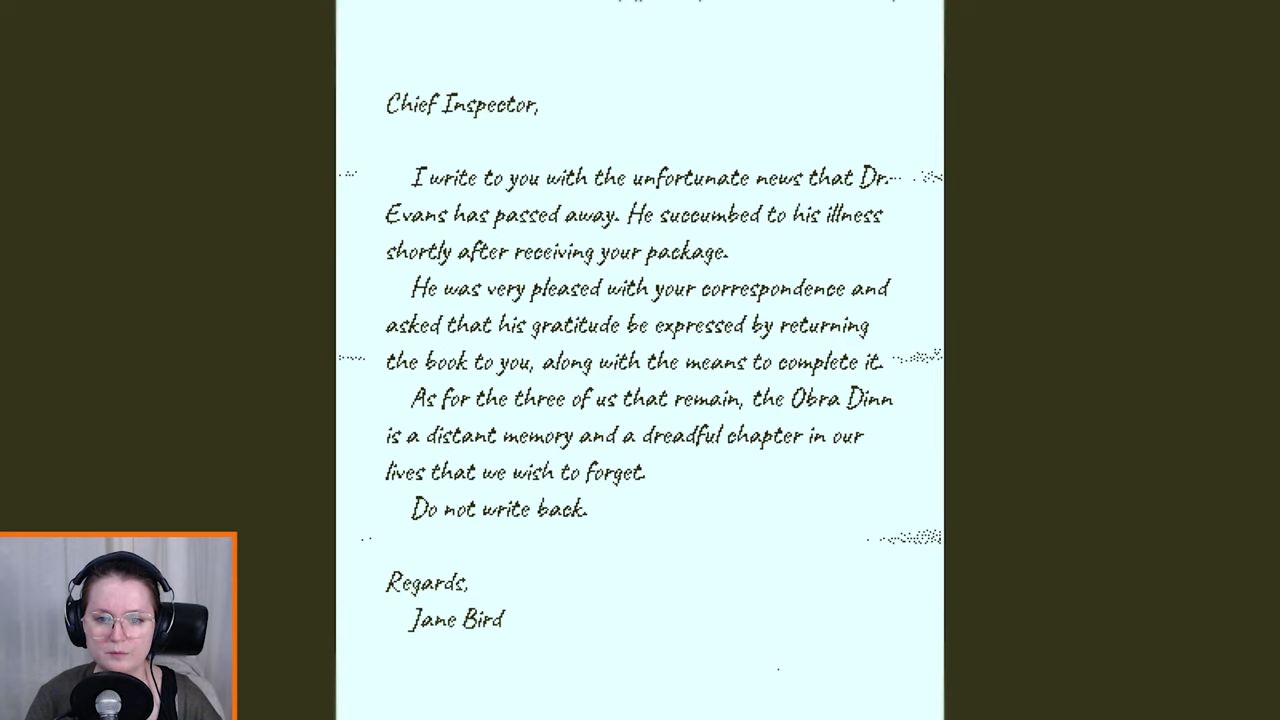 Chief Inspector,
I write to you with the unfortunate news that Dr.
Evans has passed away. He succumbed to his illness
shortly after receiving your package.
He was very pleased with your correspondence and
asked that his gratitude be expressed by returning
the book to you, along with the means to complete it.
As for the three of us that remain, the Obra Dinn
is a distant memory and a dreadful chapter in our
lives that we wish to forget.
Do not write back.
Regards,
Jane Bird